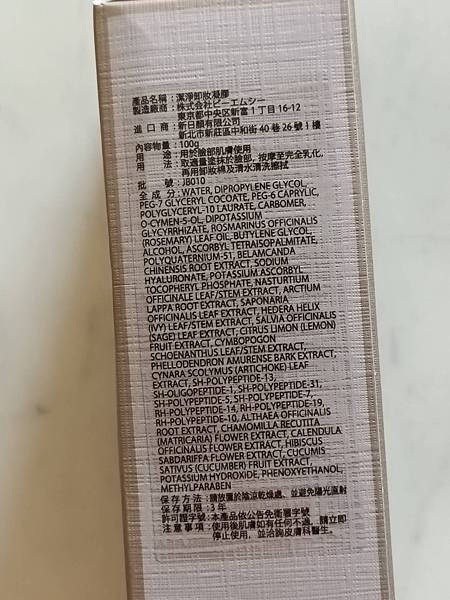 產品名稱：潔淨卸妝凝膠
製造廠商：株式会社ビーエムシー
東京都中央区新富1丁目16-12
進口商：新日顏有限公司
新北市新莊區中和街40巷26號1樓
內容物量：100g
用途：用於臉部肌膚使用
用法：取適量塗抹於臉部，按摩至完全乳化，
再用卸妝棉及清水清洗擦拭
批號：JB010
全成分：WATER, DIPROPYLENE GLYCOL,
PEG-7 GLYCERYL COCOATE, PEG-6 CAPRYLIC,
POLYGLYCERYL-10 LAURATE, CARBOMER,
O-CYMEN-5-OL, DIPOTASSIUM
GLYCYRRHIZATE, ROSMARINUS OFFICINALIS
(ROSEMARY) LEAF OIL, BUTYLENE GLYCOL,
ALCOHOL, ASCORBYL TETRAISOPALMITATE,
POLYQUATERNIUM-51, BELAMCANDA
CHINENSIS ROOT EXTRACT, SODIUM
HYALURONATE, POTASSIUM ASCORBYL
TOCOPHERYL PHOSPHATE, NASTURTIUM
OFFICINALE LEAF/STEM EXTRACT, ARCTIUM
LAPPA ROOT EXTRACT, SAPONARIA
OFFICINALIS LEAF EXTRACT, HEDERA HELIX
(IVY) LEAF/STEM EXTRACT, SALVIA OFFICINALIS
(SAGE) LEAF EXTRACT, CITRUS LIMON (LEMON)
FRUIT EXTRACT, CYMBOPOGON
SCHOENANTHUS LEAF/STEM EXTRACT,
PHELLODENDRON AMURENSE BARK EXTRACT,
CYNARA SCOLYMUS (ARTICHOKE) LEAF
EXTRACT, SH-POLYPEPTIDE-13,
SH-OLIGOPEPTIDE-1, SH-POLYPEPTIDE-31,
SH-POLYPEPTIDE-5, SH-POLYPEPTIDE-7,
RH-POLYPEPTIDE-14, RH-POLYPEPTIDE-19,
RH-POLYPEPTIDE-10, ALTHAEA OFFICINALIS
ROOT EXTRACT, CHAMOMILLA RECUTITA
(MATRICARIA) FLOWER EXTRACT, CALENDULA
OFFICINALIS FLOWER EXTRACT, HIBISCUS
SABDARIFFA FLOWER EXTRACT, CUCUMIS
SATIVUS (CUCUMBER) FRUIT EXTRACT,
POTASSIUM HYDROXIDE, PHENOXYETHANOL,
METHYLPARABEN
保存方法：請放置於陰涼乾燥處、並避免陽光直射
保存期限：3年
許可證字號：本產品依公告免衛署字號
注意事項：使用後肌膚如有任何不適，請立即
停止使用，並洽詢皮膚科醫生。